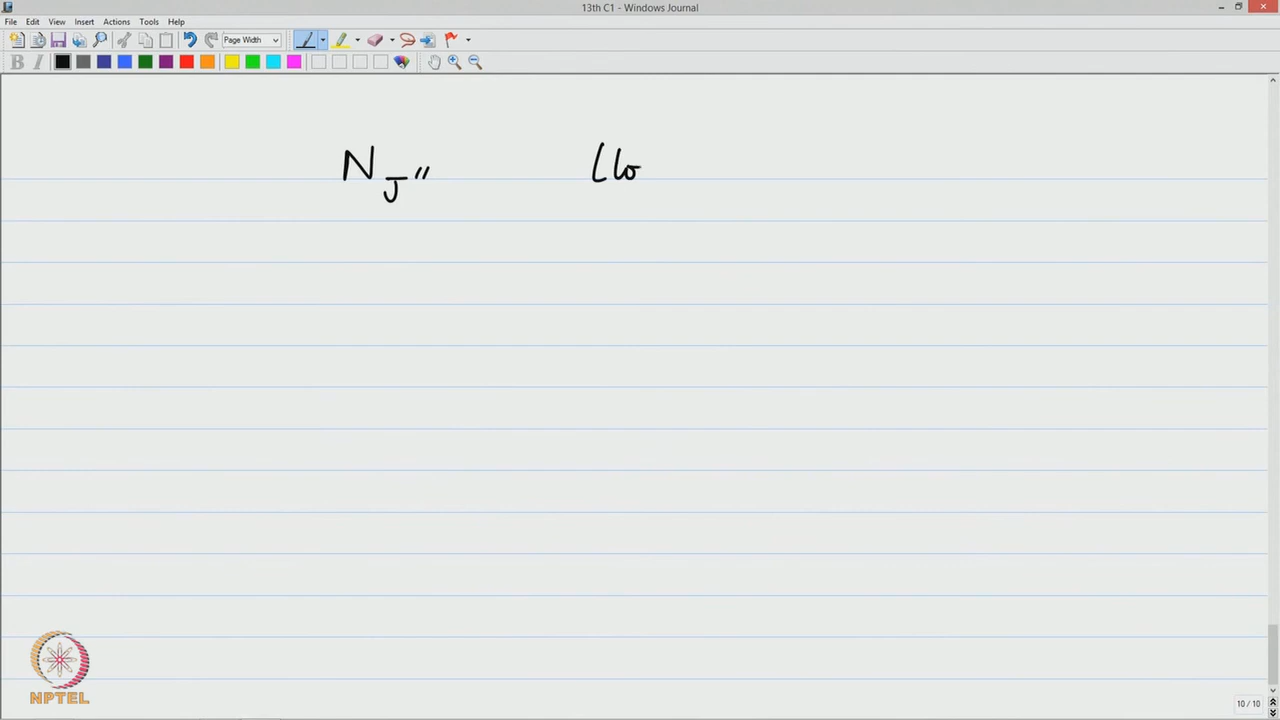 13th C1 - Windows Journal
File Edit View Insert Actions Tools Help
Page Width
B I
N J"
NPTEL
10 / 10